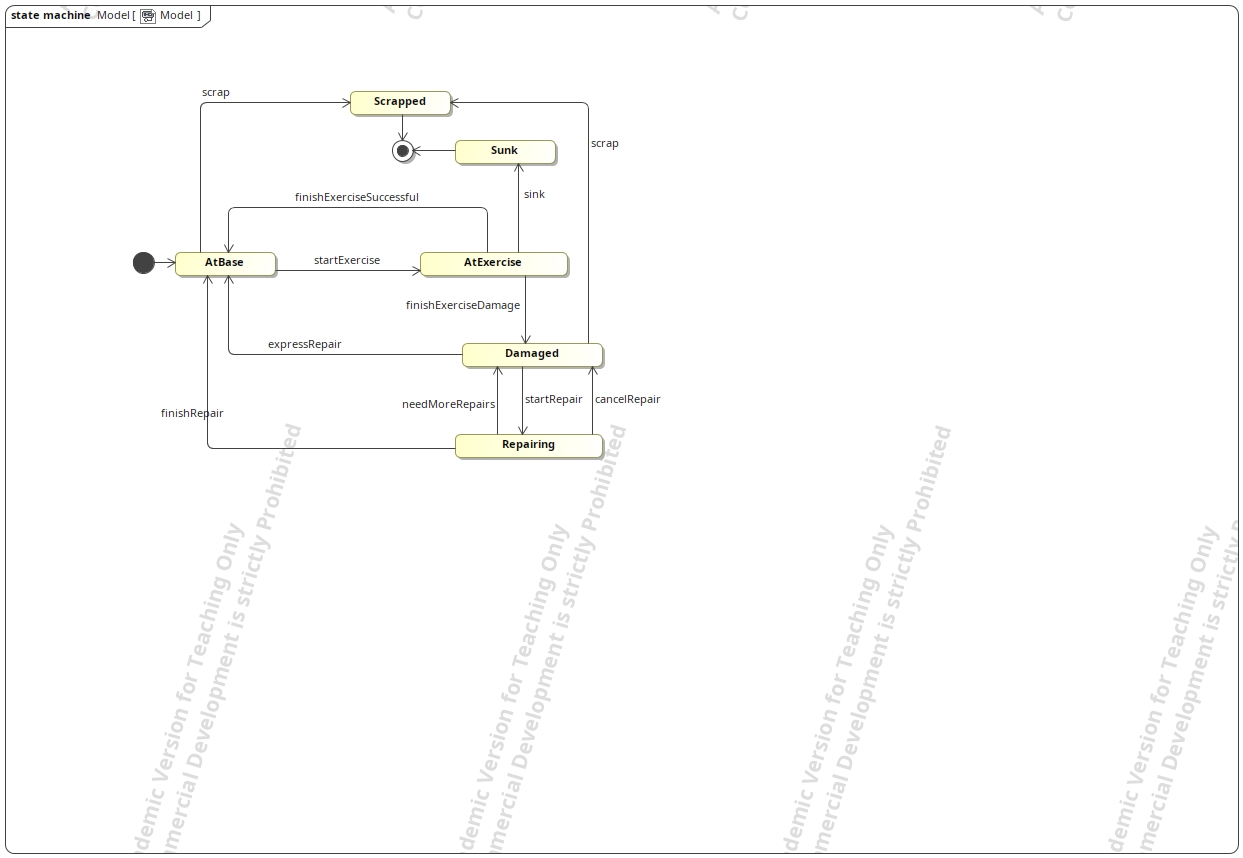 state machine Model [ Model ]
scrap
Scrapped
Sunk
scrap
sink
finishExerciseSuccessful
AtBase
startExercise
AtExercise
finishExerciseDamage
expressRepair
Damaged
finishRepair
needMoreRepairs
startRepair
cancelRepair
Repairing
demic Version for Teaching Only
mmercial Development is strictly Prohibited
demic Version for Teaching Only
mmercial Development is strictly Prohibited
demic Version for Teaching Only
mmercial Development is strictly Prohibited
demic Version for Teaching Only
mercial Development is strictly P